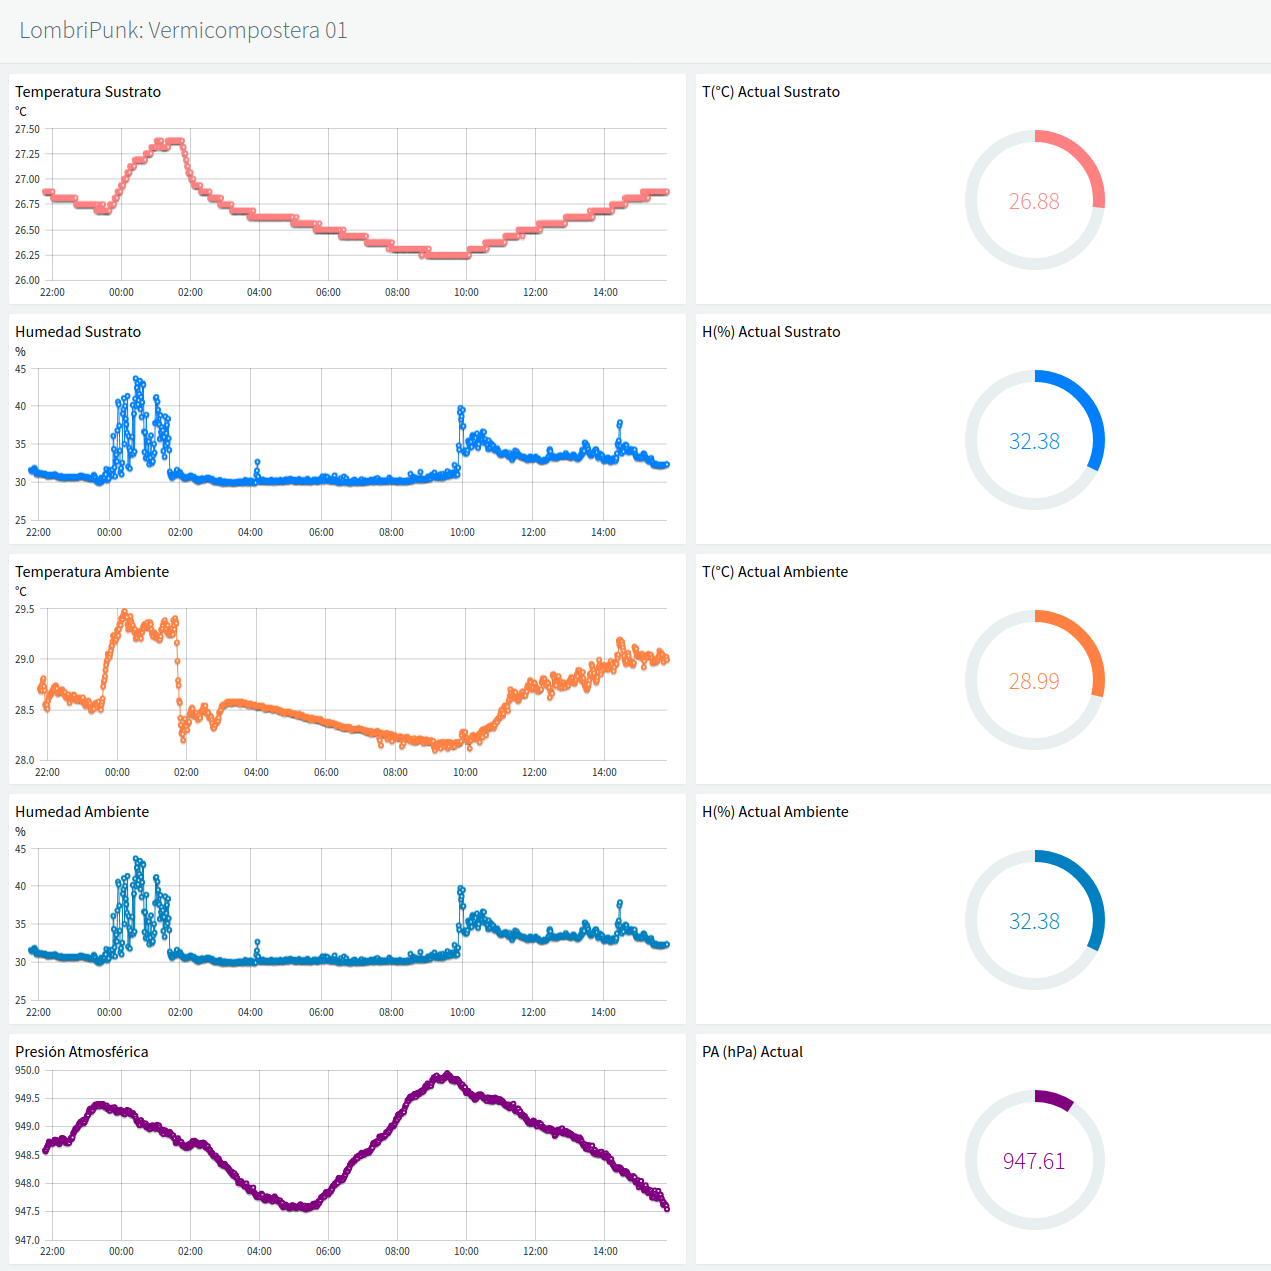 LombriPunk: Vermicompostera 01
Temperatura Sustrato
°C
27.50
27.25
27.00
26.75
26.50
26.25
26.00
22:00 00:00 02:00 04:00 06:00 08:00 10:00 12:00 14:00
T(°C) Actual Sustrato
26.88
Humedad Sustrato
%
45
40
35
30
25
22:00 00:00 02:00 04:00 06:00 08:00 10:00 12:00 14:00
H(%) Actual Sustrato
32.38
Temperatura Ambiente
°C
29.5
29.0
28.5
28.0
22:00 00:00 02:00 04:00 06:00 08:00 10:00 12:00 14:00
T(°C) Actual Ambiente
28.99
Humedad Ambiente
%
45
40
35
30
25
22:00 00:00 02:00 04:00 06:00 08:00 10:00 12:00 14:00
H(%) Actual Ambiente
32.38
Presión Atmosférica
950.0
949.5
949.0
948.5
948.0
947.5
947.0
22:00 00:00 02:00 04:00 06:00 08:00 10:00 12:00 14:00
PA (hPa) Actual
947.61